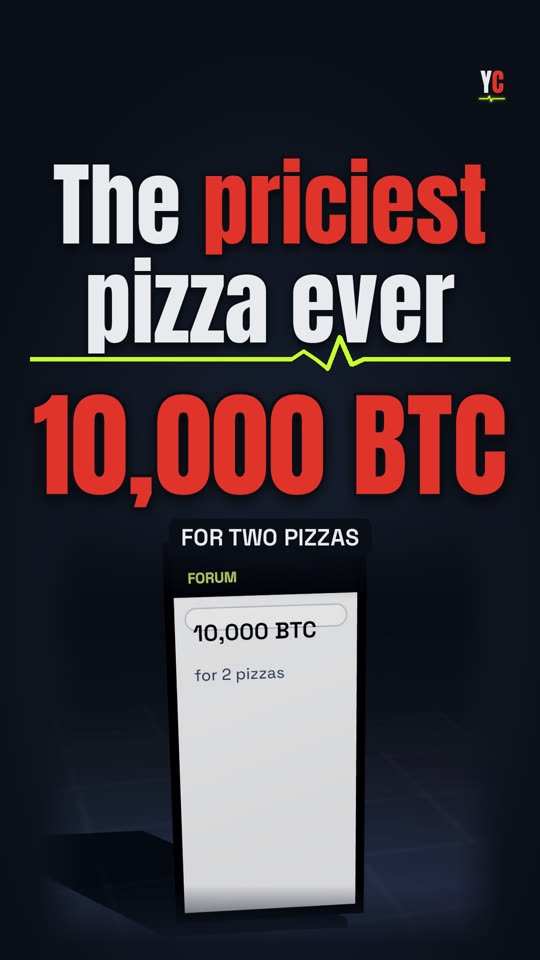 YC
The priciest
pizza ever
10,000 BTC
FOR TWO PIZZAS
FORUM
10,000 BTC
for 2 pizzas